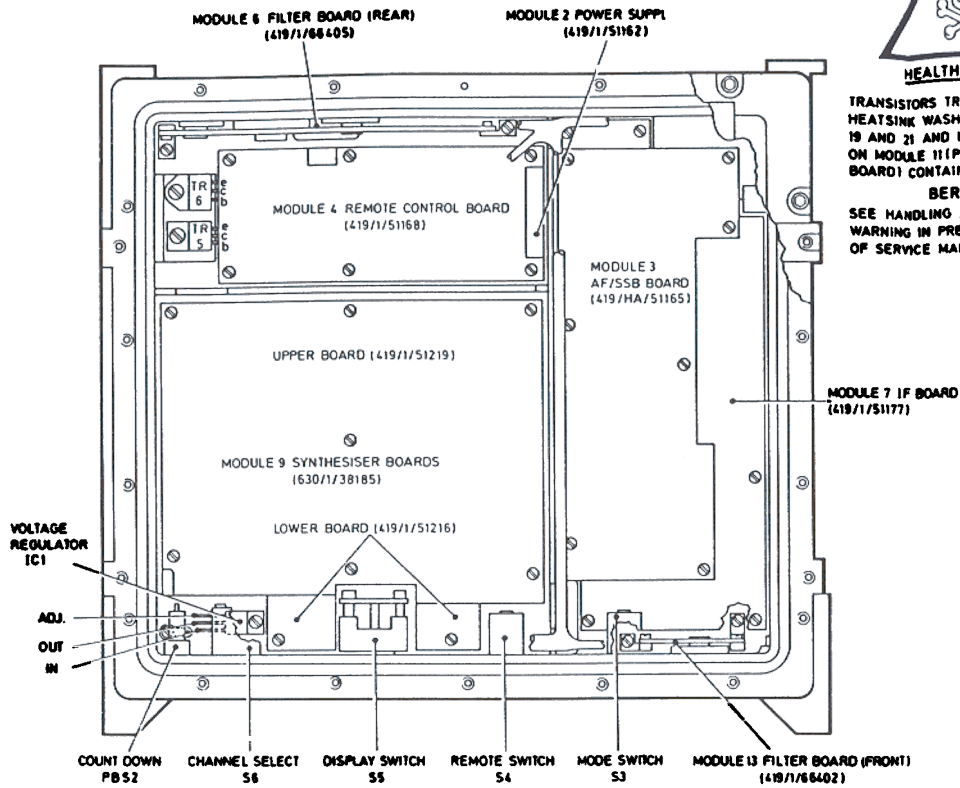 MODULE 6 FILTER BOARD (REAR)
(419/1/66405)
MODULE 2 POWER SUPPL
(419/1/51162)
HEALTH
TRANSISTORS TR
HEATSINK WASH
19 AND 21 AND
ON MODULE 11 (P
BOARD) CONTAI
BER
SEE HANDLING
WARNING IN PRE
OF SERVICE MA
TR
6
e
c
b
TR
5
e
c
b
MODULE 4 REMOTE CONTROL BOARD
(419/1/51168)
MODULE 3
AF/SSB BOARD
(419/HA/51165)
UPPER BOARD (419/1/51219)
MODULE 7 IF BOARD
(419/1/51177)
MODULE 9 SYNTHESISER BOARDS
(630/1/38185)
LOWER BOARD (419/1/51216)
VOLTAGE
REGULATOR
IC1
ADJ.
OUT
IN
COUNT DOWN
PBS2
CHANNEL SELECT
S6
DISPLAY SWITCH
S5
REMOTE SWITCH
S4
MODE SWITCH
S3
MODULE 13 FILTER BOARD (FRONT)
(419/1/66402)